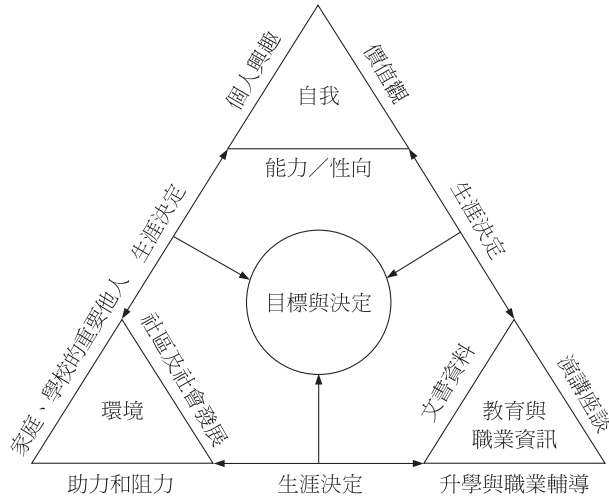 個人興趣
價值觀
自我
能力／性向
生涯決定
生涯決定
目標與決定
家庭、學校的重要他人
社區及社會發展
環境
助力和阻力
文書資料
演講座談
教育與
職業資訊
生涯決定
升學與職業輔導